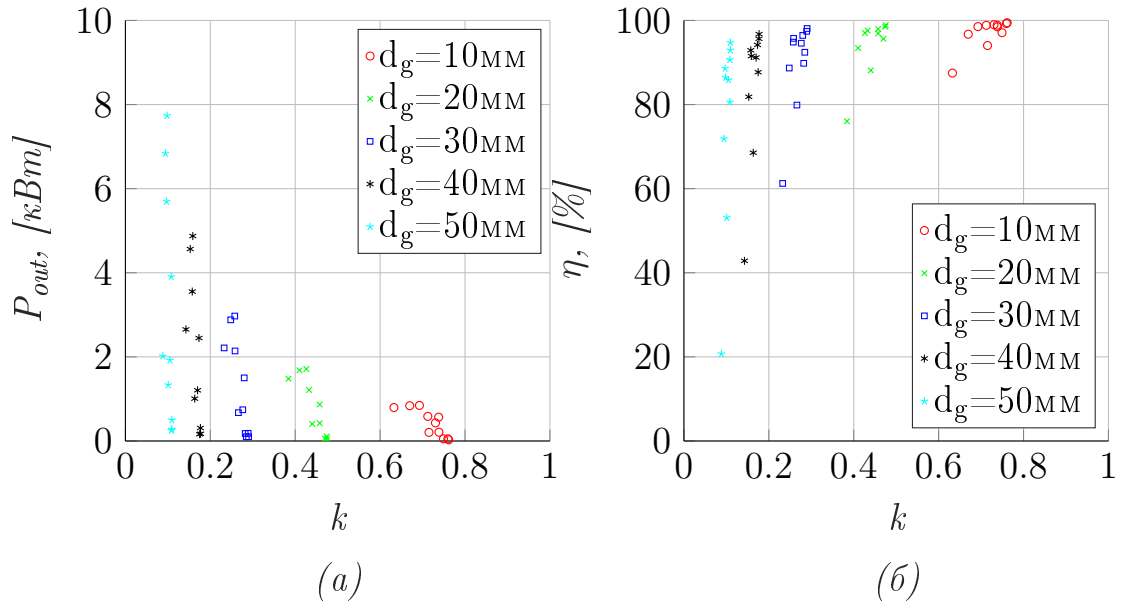 10
8
6
4
2
0
P_out, [кВт]
d_g=10мм
d_g=20мм
d_g=30мм
d_g=40мм
d_g=50мм
0 0.2 0.4 0.6 0.8 1
k
(а)
100
80
60
40
20
0
η, [%]
d_g=10мм
d_g=20мм
d_g=30мм
d_g=40мм
d_g=50мм
0 0.2 0.4 0.6 0.8 1
k
(б)